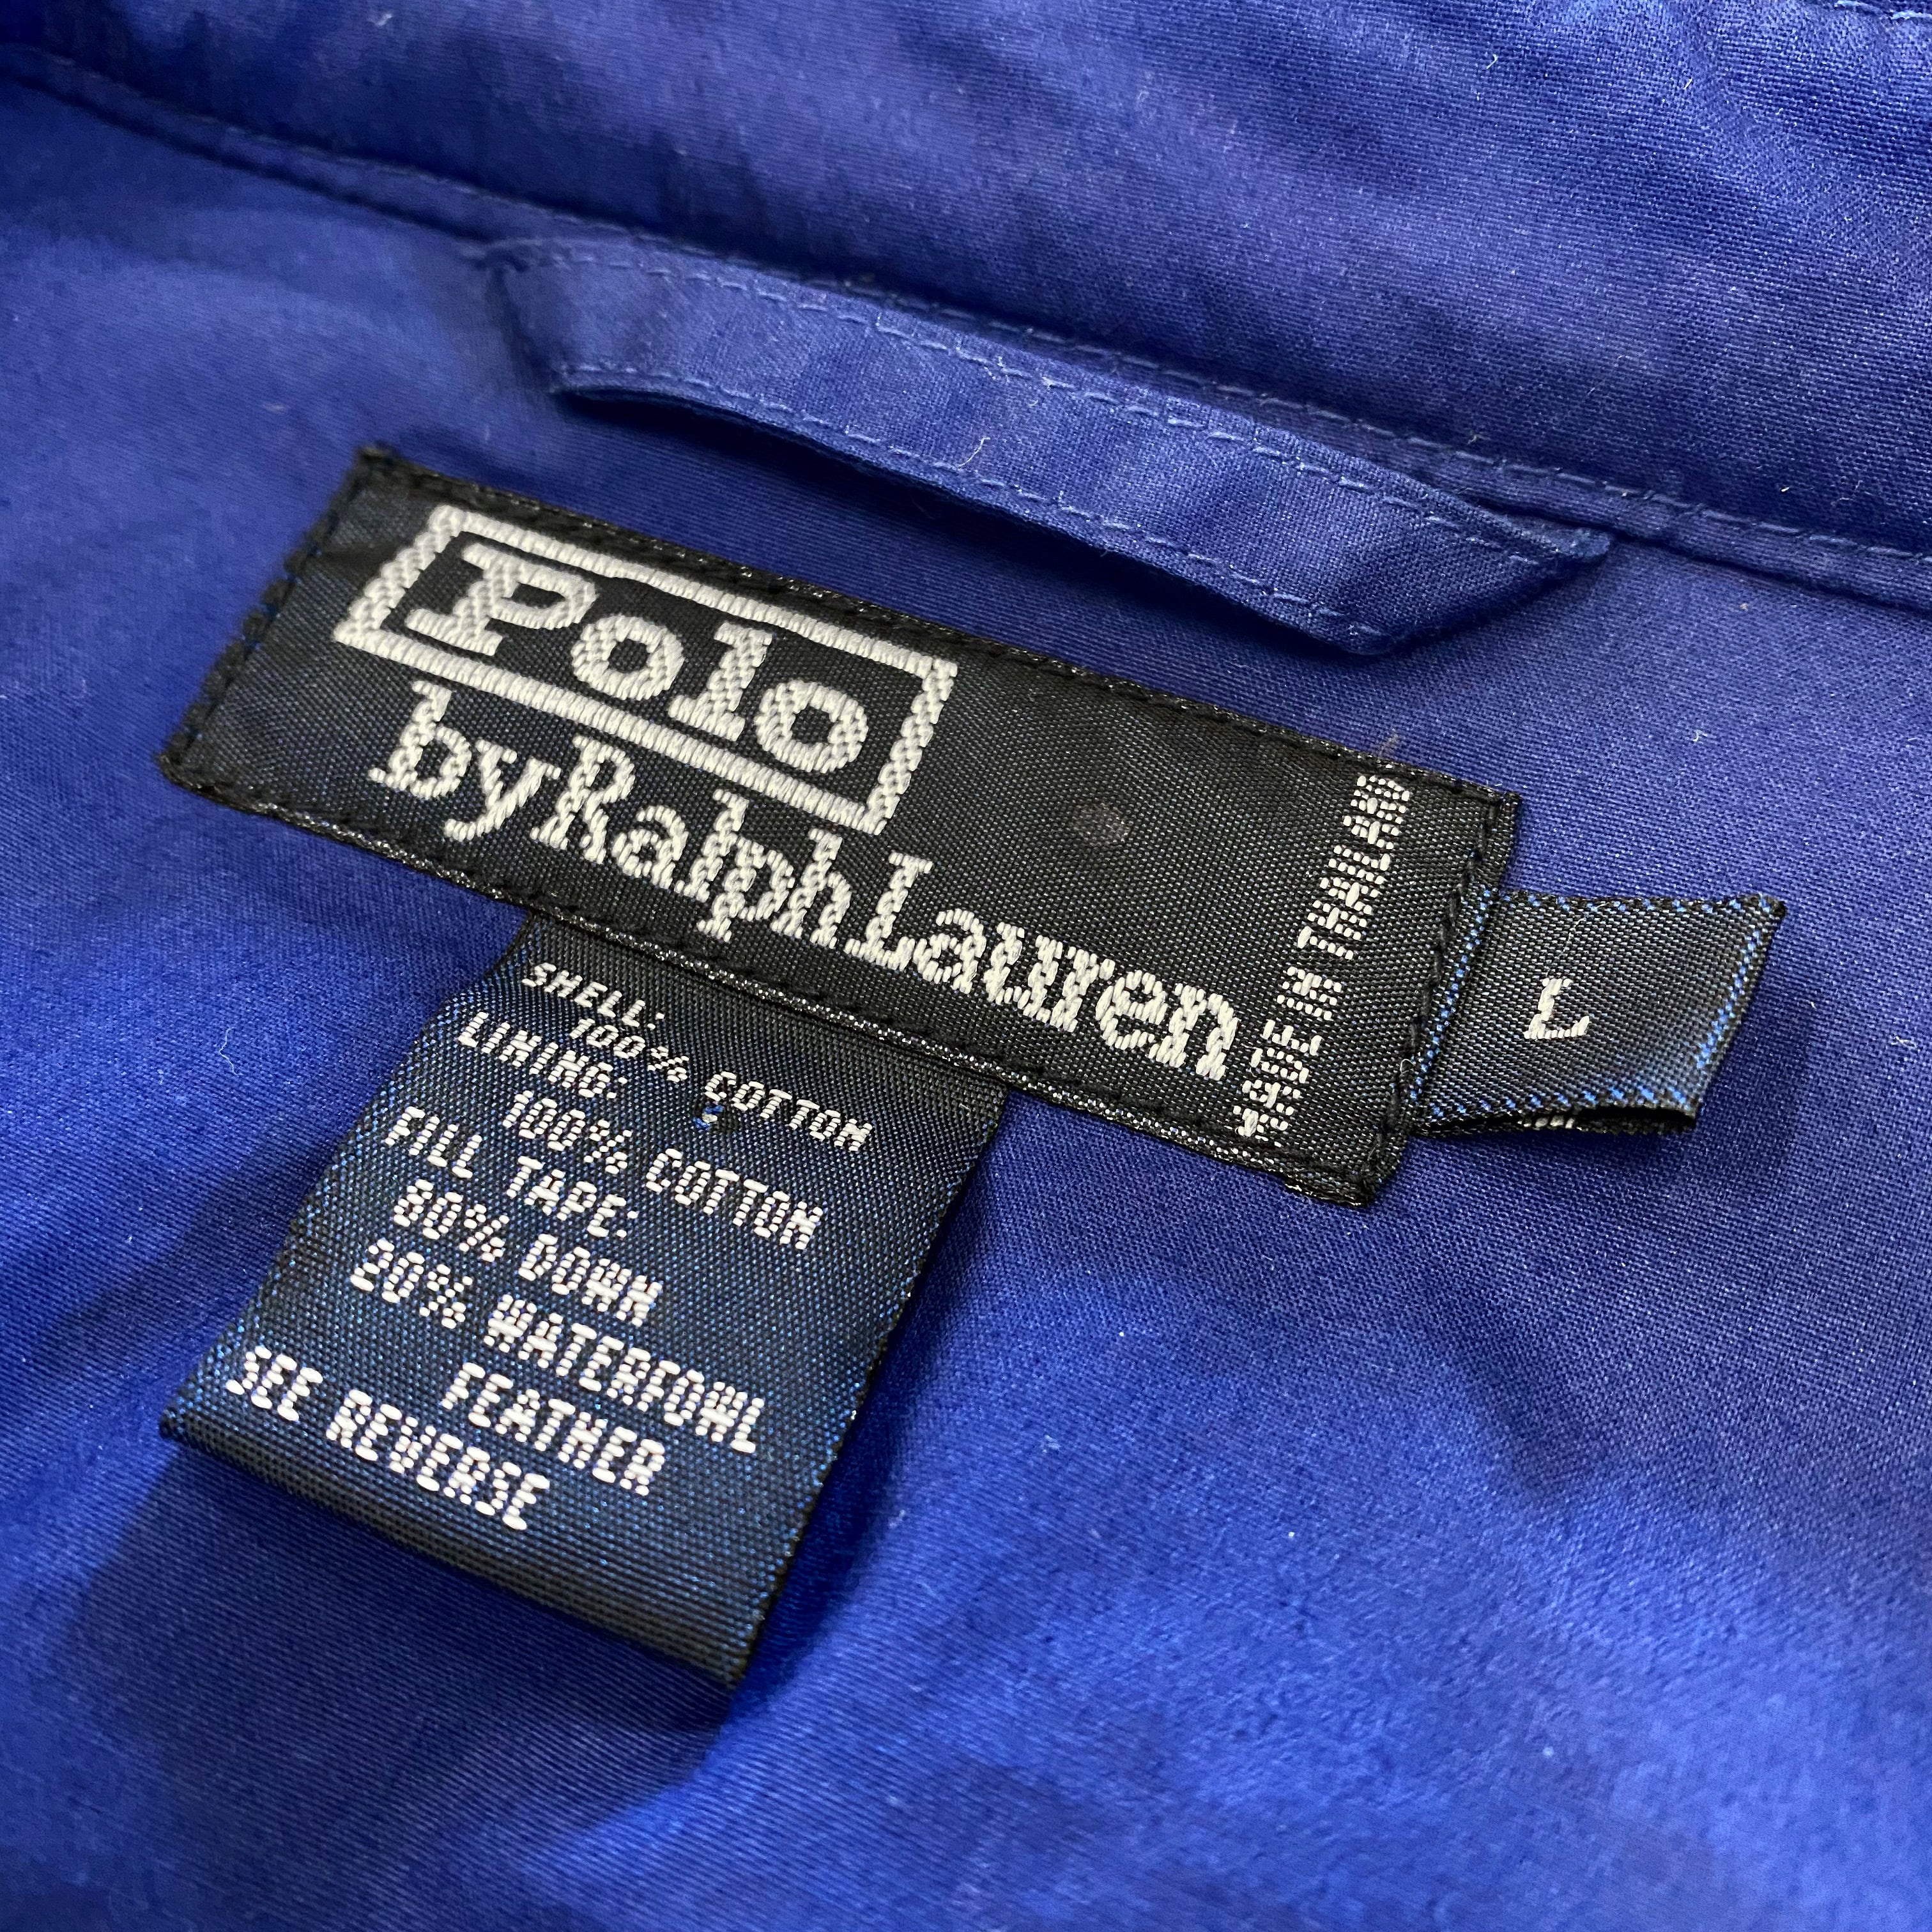 Polo
by Ralph Lauren
MADE IN THAILAND
L
SHELL:
100% COTTON
LINING:
100% COTTON
FILL TAPE:
80% DOWN
20% WATERFOWL
FEATHER
SEE REVERSE